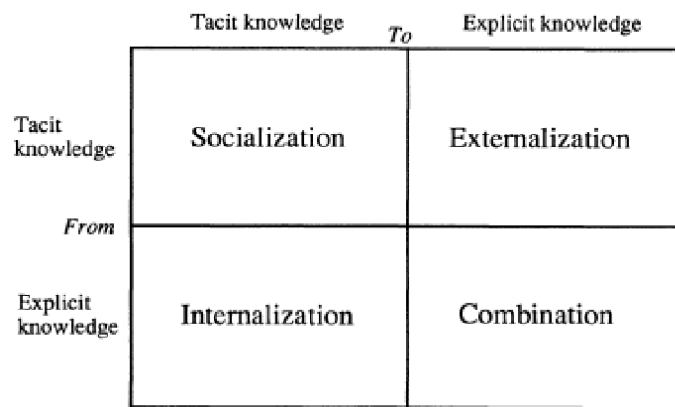 Tacit knowledge
To
Explicit knowledge
Tacit
knowledge
Socialization
Externalization
From
Explicit
knowledge
Internalization
Combination